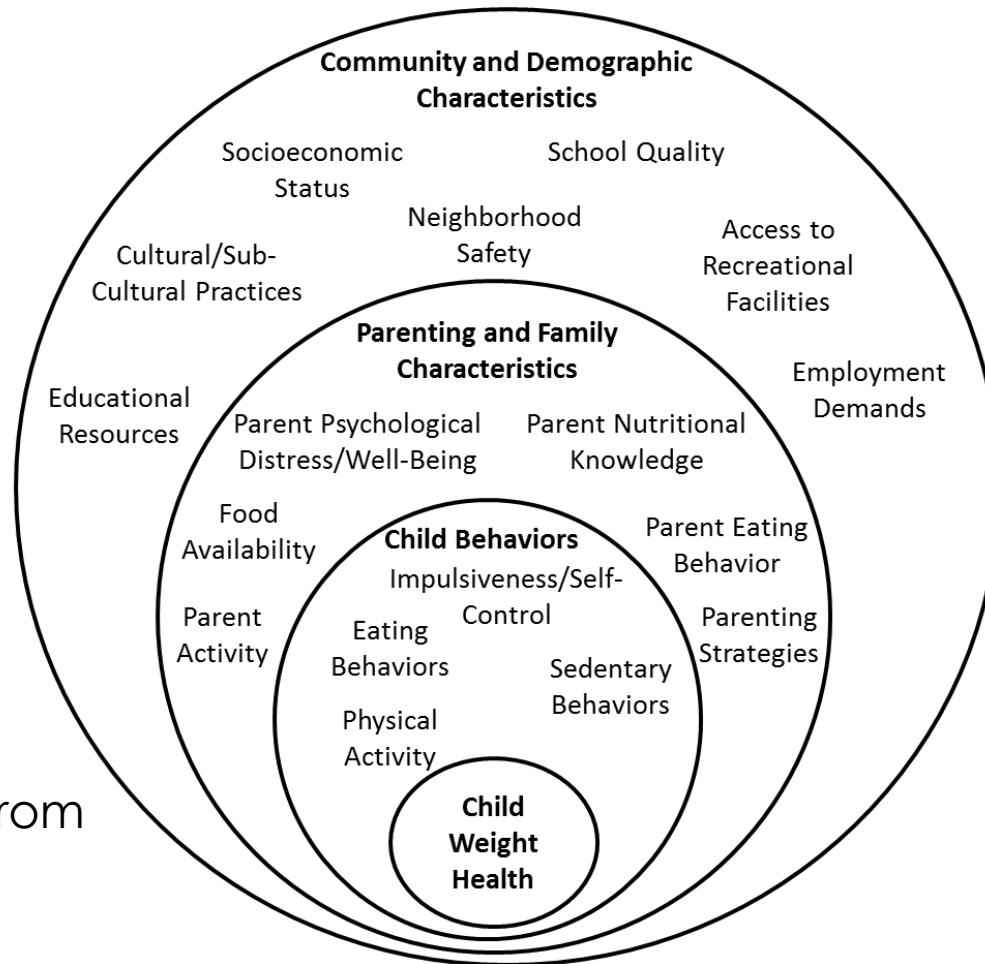 Community and Demographic
Characteristics
Socioeconomic
Status
School Quality
Neighborhood
Safety
Access to
Recreational
Facilities
Cultural/Sub-
Cultural Practices
Employment
Demands
Educational
Resources
Parenting and Family
Characteristics
Parent Psychological
Distress/Well-Being
Parent Nutritional
Knowledge
Food
Availability
Parent Eating
Behavior
Parent
Activity
Parenting
Strategies
Child Behaviors
Impulsiveness/Self-
Control
Eating
Behaviors
Sedentary
Behaviors
Physical
Activity
Child
Weight
Health
rom